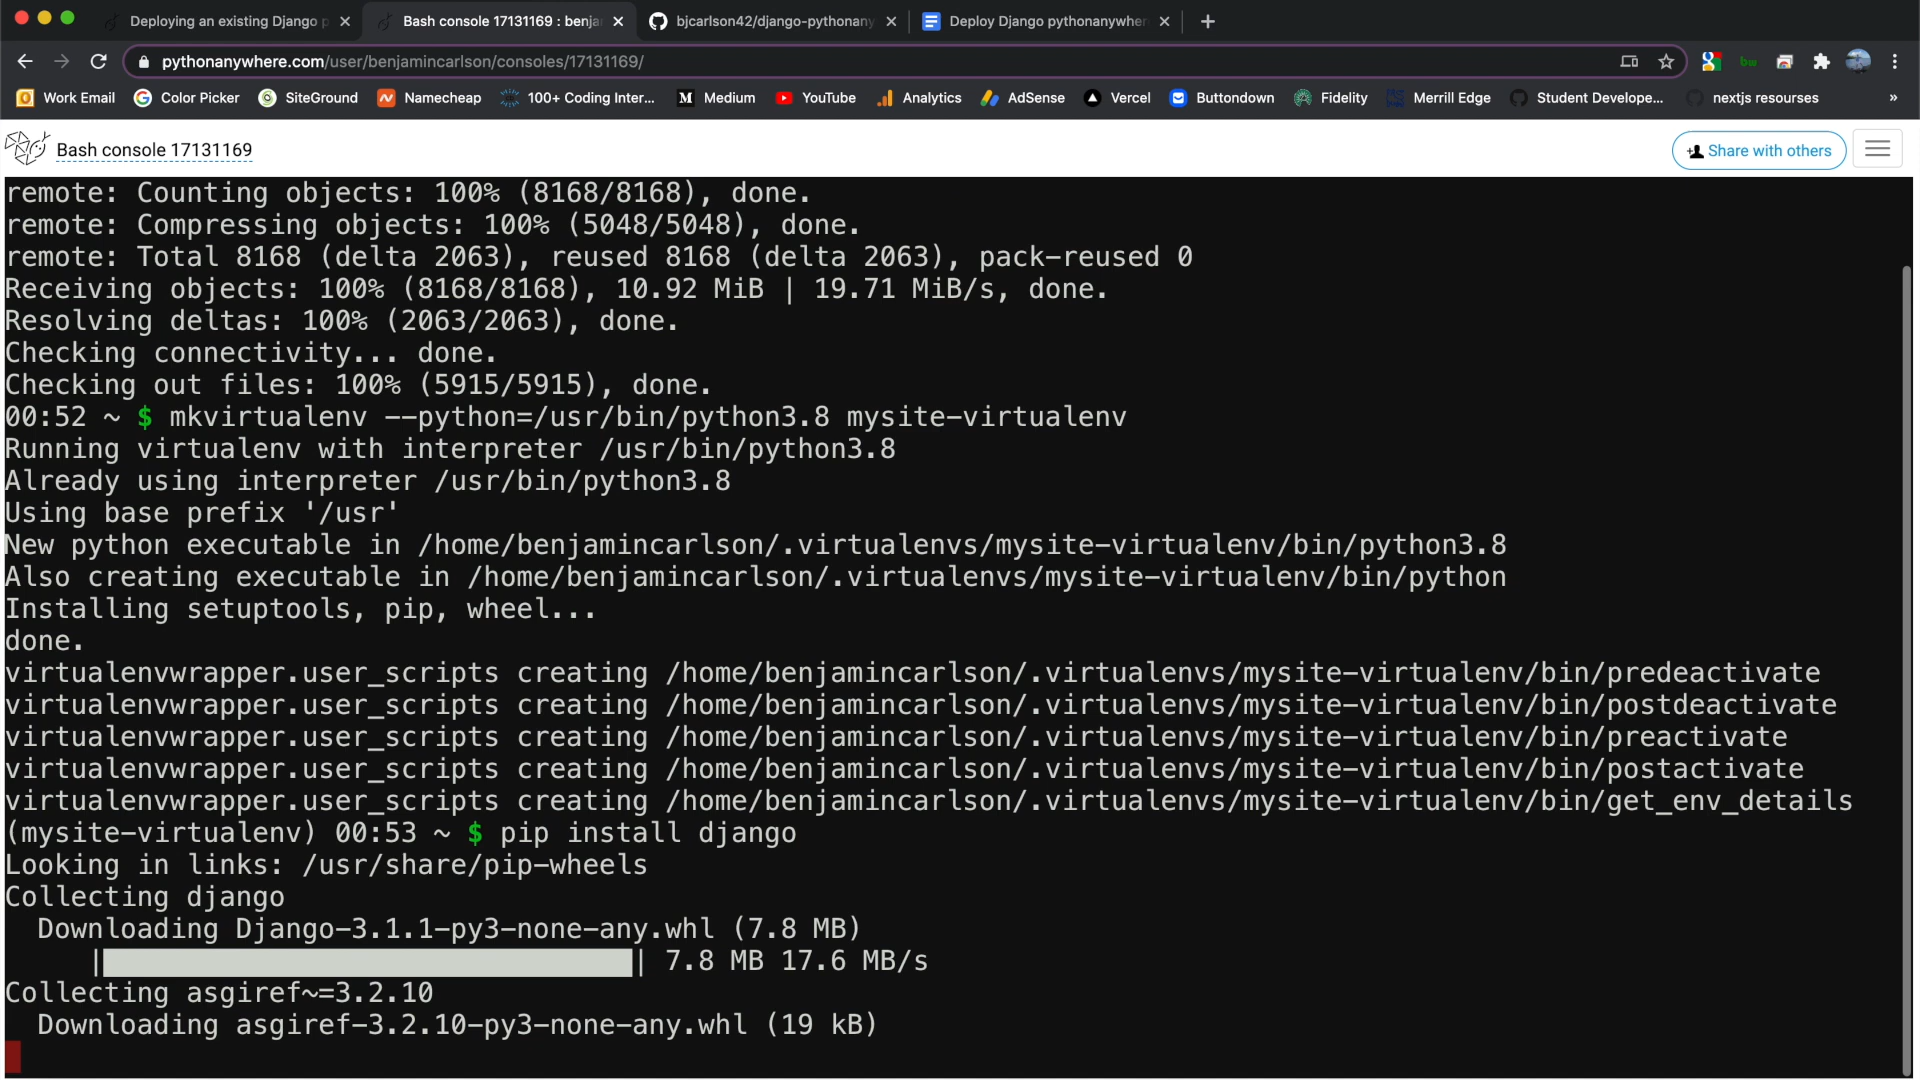 Deploying an existing Django p
Bash console 17131169 : benja
bjcarlson42/django-pythonany
Deploy Django pythonanywher
pythonanywhere.com/user/benjamincarlson/consoles/17131169/
Work Email
Color Picker
SiteGround
Namecheap
100+ Coding Inter...
Medium
YouTube
Analytics
AdSense
Vercel
Buttondown
Fidelity
Merrill Edge
Student Develope...
nextjs resourses
»
Bash console 17131169
Share with others
remote: Counting objects: 100% (8168/8168), done.
remote: Compressing objects: 100% (5048/5048), done.
remote: Total 8168 (delta 2063), reused 8168 (delta 2063), pack-reused 0
Receiving objects: 100% (8168/8168), 10.92 MiB | 19.71 MiB/s, done.
Resolving deltas: 100% (2063/2063), done.
Checking connectivity... done.
Checking out files: 100% (5915/5915), done.
00:52 ~ $ mkvirtualenv --python=/usr/bin/python3.8 mysite-virtualenv
Running virtualenv with interpreter /usr/bin/python3.8
Already using interpreter /usr/bin/python3.8
Using base prefix '/usr'
New python executable in /home/benjamincarlson/.virtualenvs/mysite-virtualenv/bin/python3.8
Also creating executable in /home/benjamincarlson/.virtualenvs/mysite-virtualenv/bin/python
Installing setuptools, pip, wheel...
done.
virtualenvwrapper.user_scripts creating /home/benjamincarlson/.virtualenvs/mysite-virtualenv/bin/predeactivate
virtualenvwrapper.user_scripts creating /home/benjamincarlson/.virtualenvs/mysite-virtualenv/bin/postdeactivate
virtualenvwrapper.user_scripts creating /home/benjamincarlson/.virtualenvs/mysite-virtualenv/bin/preactivate
virtualenvwrapper.user_scripts creating /home/benjamincarlson/.virtualenvs/mysite-virtualenv/bin/postactivate
virtualenvwrapper.user_scripts creating /home/benjamincarlson/.virtualenvs/mysite-virtualenv/bin/get_env_details
(mysite-virtualenv) 00:53 ~ $ pip install django
Looking in links: /usr/share/pip-wheels
Collecting django
Downloading Django-3.1.1-py3-none-any.whl (7.8 MB)
| | 7.8 MB 17.6 MB/s
Collecting asgiref~=3.2.10
Downloading asgiref-3.2.10-py3-none-any.whl (19 kB)